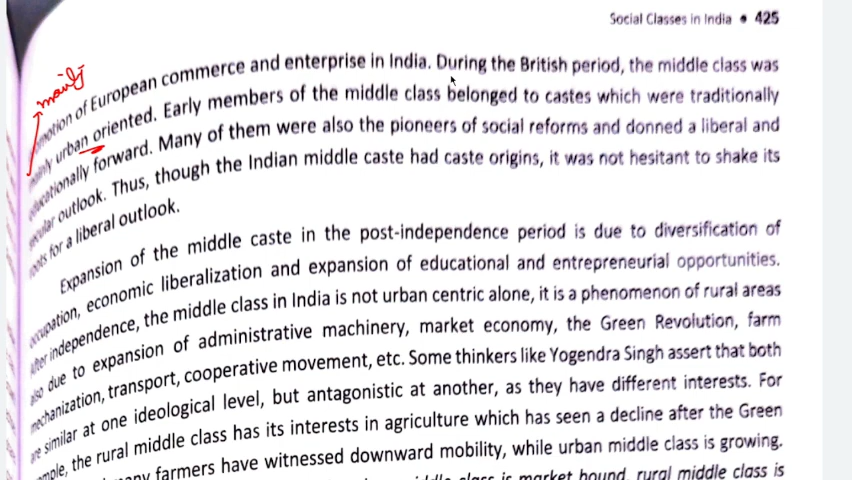 Social Classes in India • 425
mainly
of European commerce and enterprise in India. During the British period, the middle class was
mainly urban oriented. Early members of the middle class belonged to castes which were traditionally
educationally forward. Many of them were also the pioneers of social reforms and donned a liberal and
secular outlook. Thus, though the Indian middle caste had caste origins, it was not hesitant to shake its
roots for a liberal outlook.
Expansion of the middle caste in the post-independence period is due to diversification of
occupation, economic liberalization and expansion of educational and entrepreneurial opportunities.
After independence, the middle class in India is not urban centric alone, it is a phenomenon of rural areas
also due to expansion of administrative machinery, market economy, the Green Revolution, farm
mechanization, transport, cooperative movement, etc. Some thinkers like Yogendra Singh assert that both
are similar at one ideological level, but antagonistic at another, as they have different interests. For
the rural middle class has its interests in agriculture which has seen a decline after the Green
farmers have witnessed downward mobility, while urban middle class is growing.
class is market bound, rural middle class is